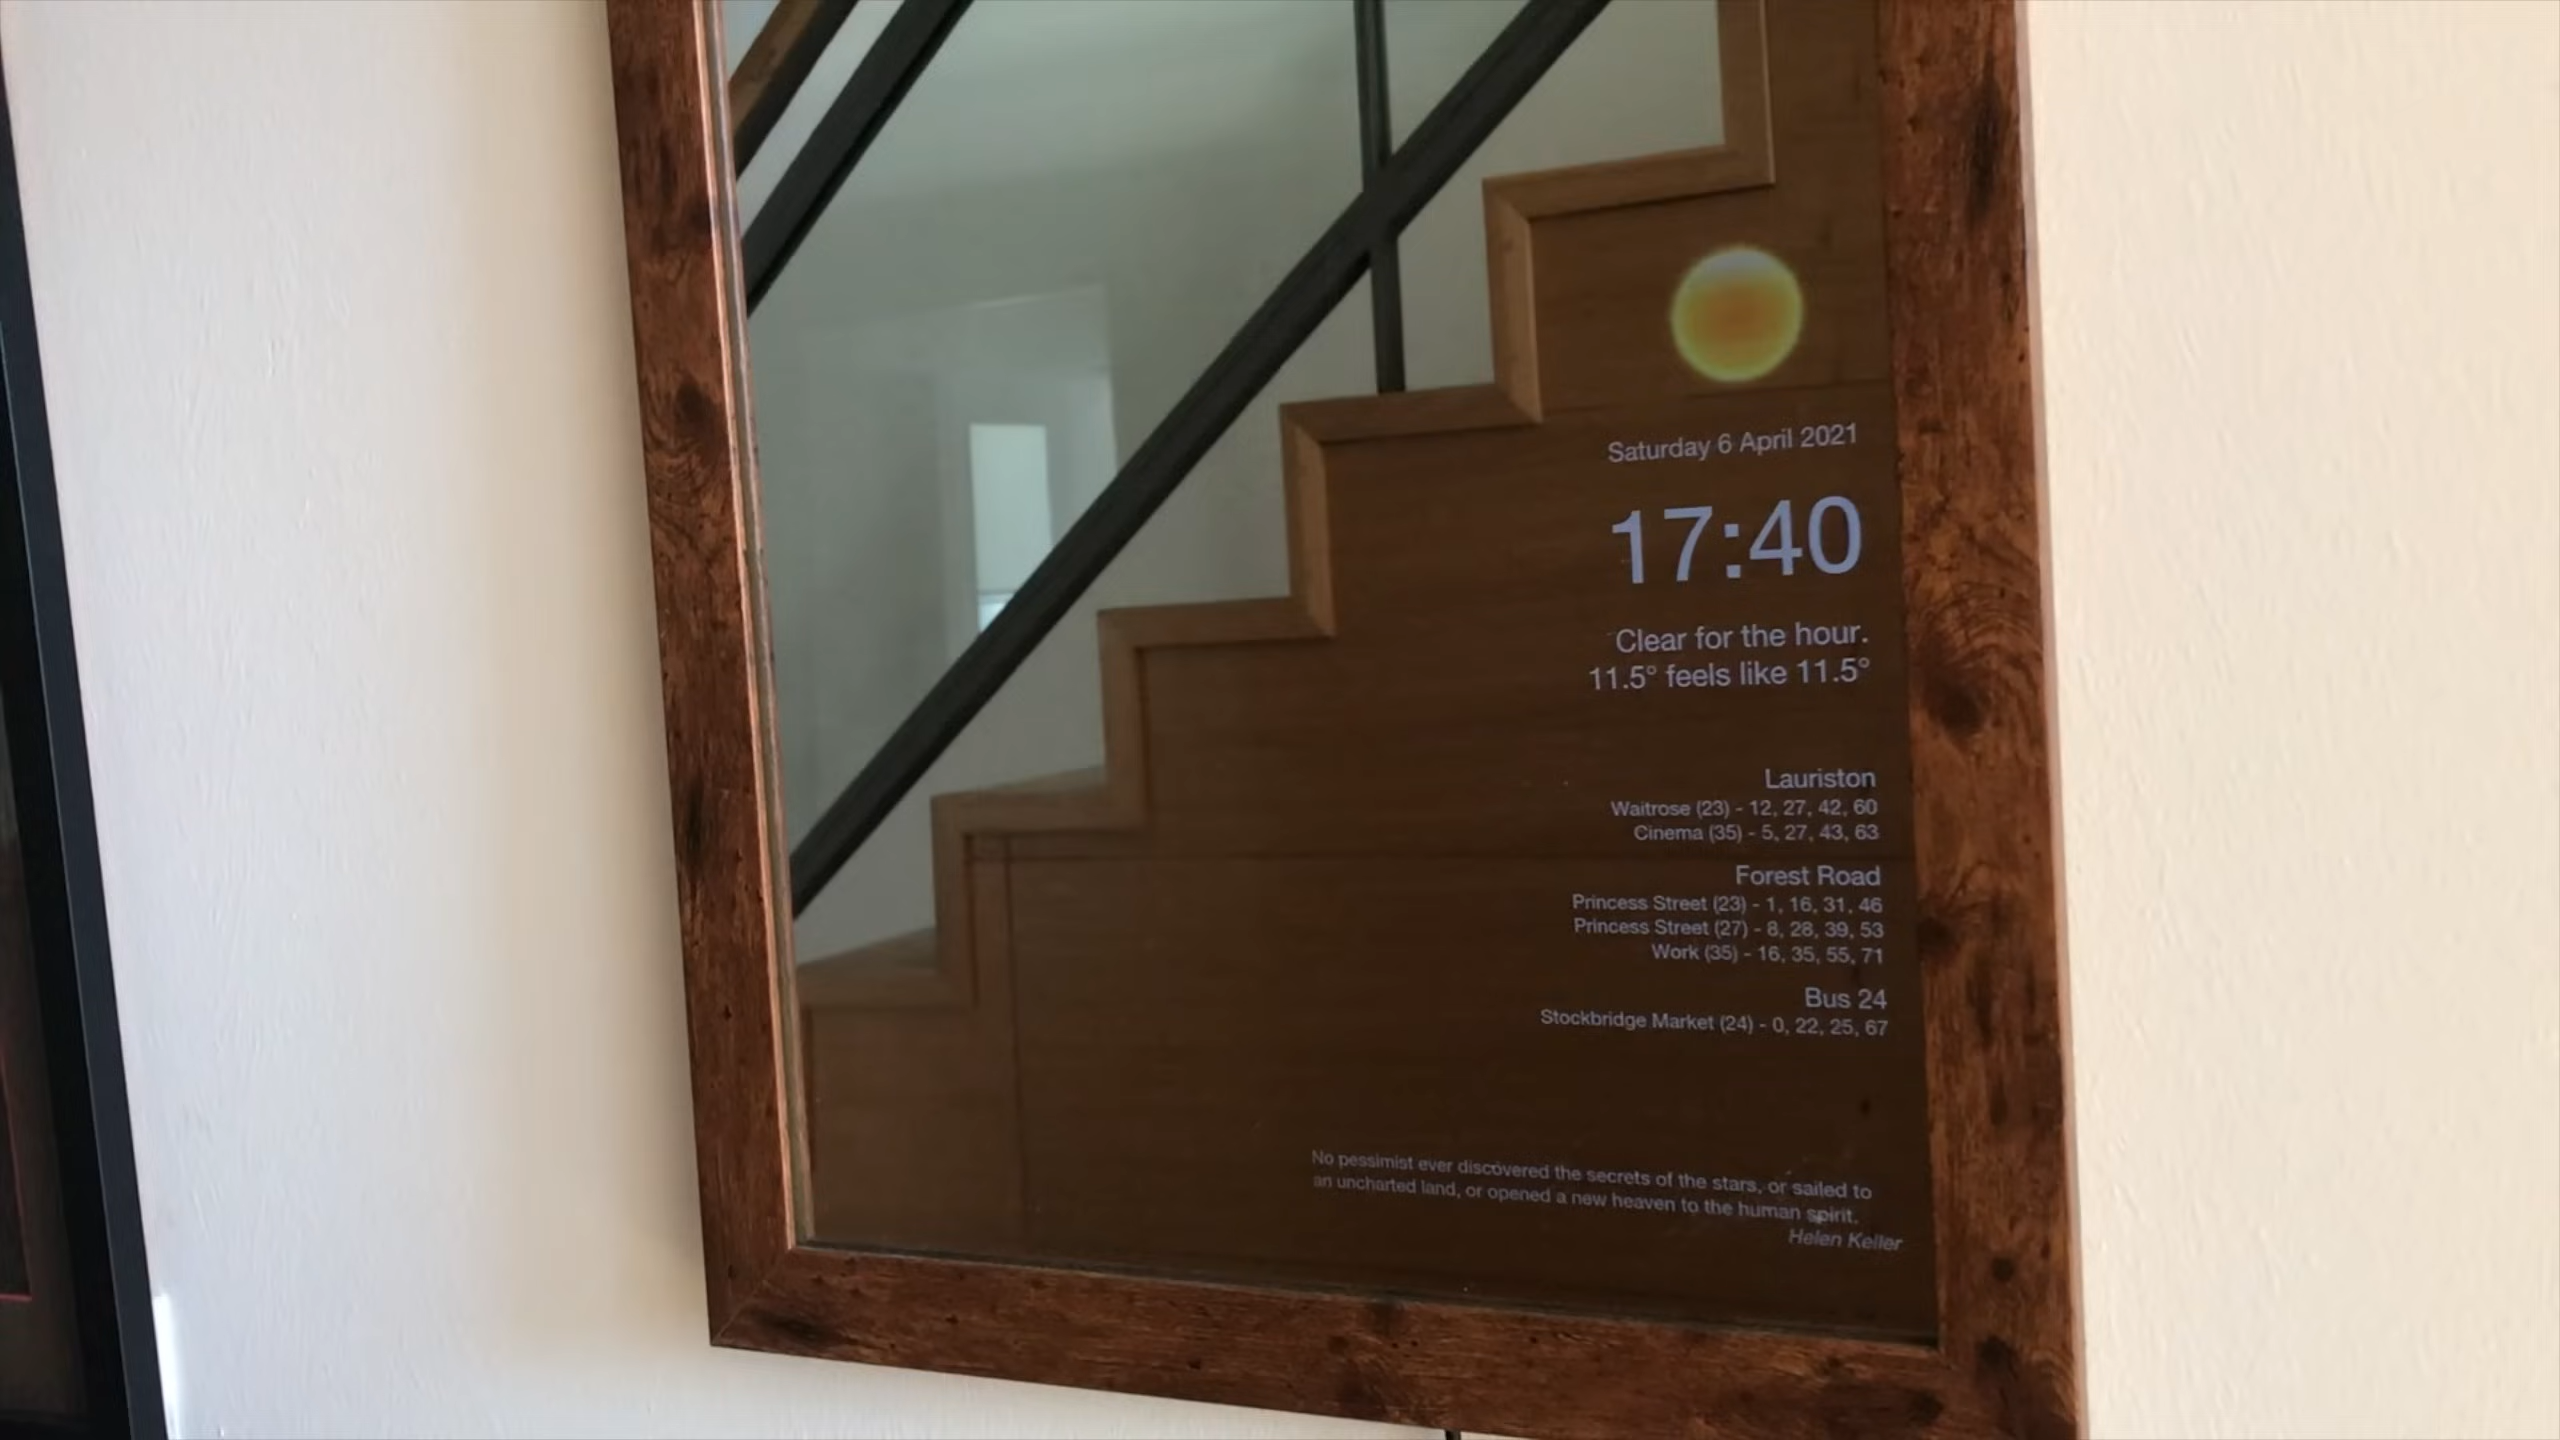 Saturday 6 April 2021
17:40
Clear for the hour.
11.5° feels like 11.5°
Lauriston
Waitrose (23) - 12, 27, 42, 60
Cinema (35) - 5, 27, 43, 63
Forest Road
Princess Street (23) - 1, 16, 31, 46
Princess Street (27) - 8, 28, 39, 53
Work (35) - 16, 35, 55, 71
Bus 24
Stockbridge Market (24) - 0, 22, 25, 67
No pessimist ever discovered the secrets of the stars, or sailed to
an uncharted land, or opened a new heaven to the human spirit.
Helen Keller